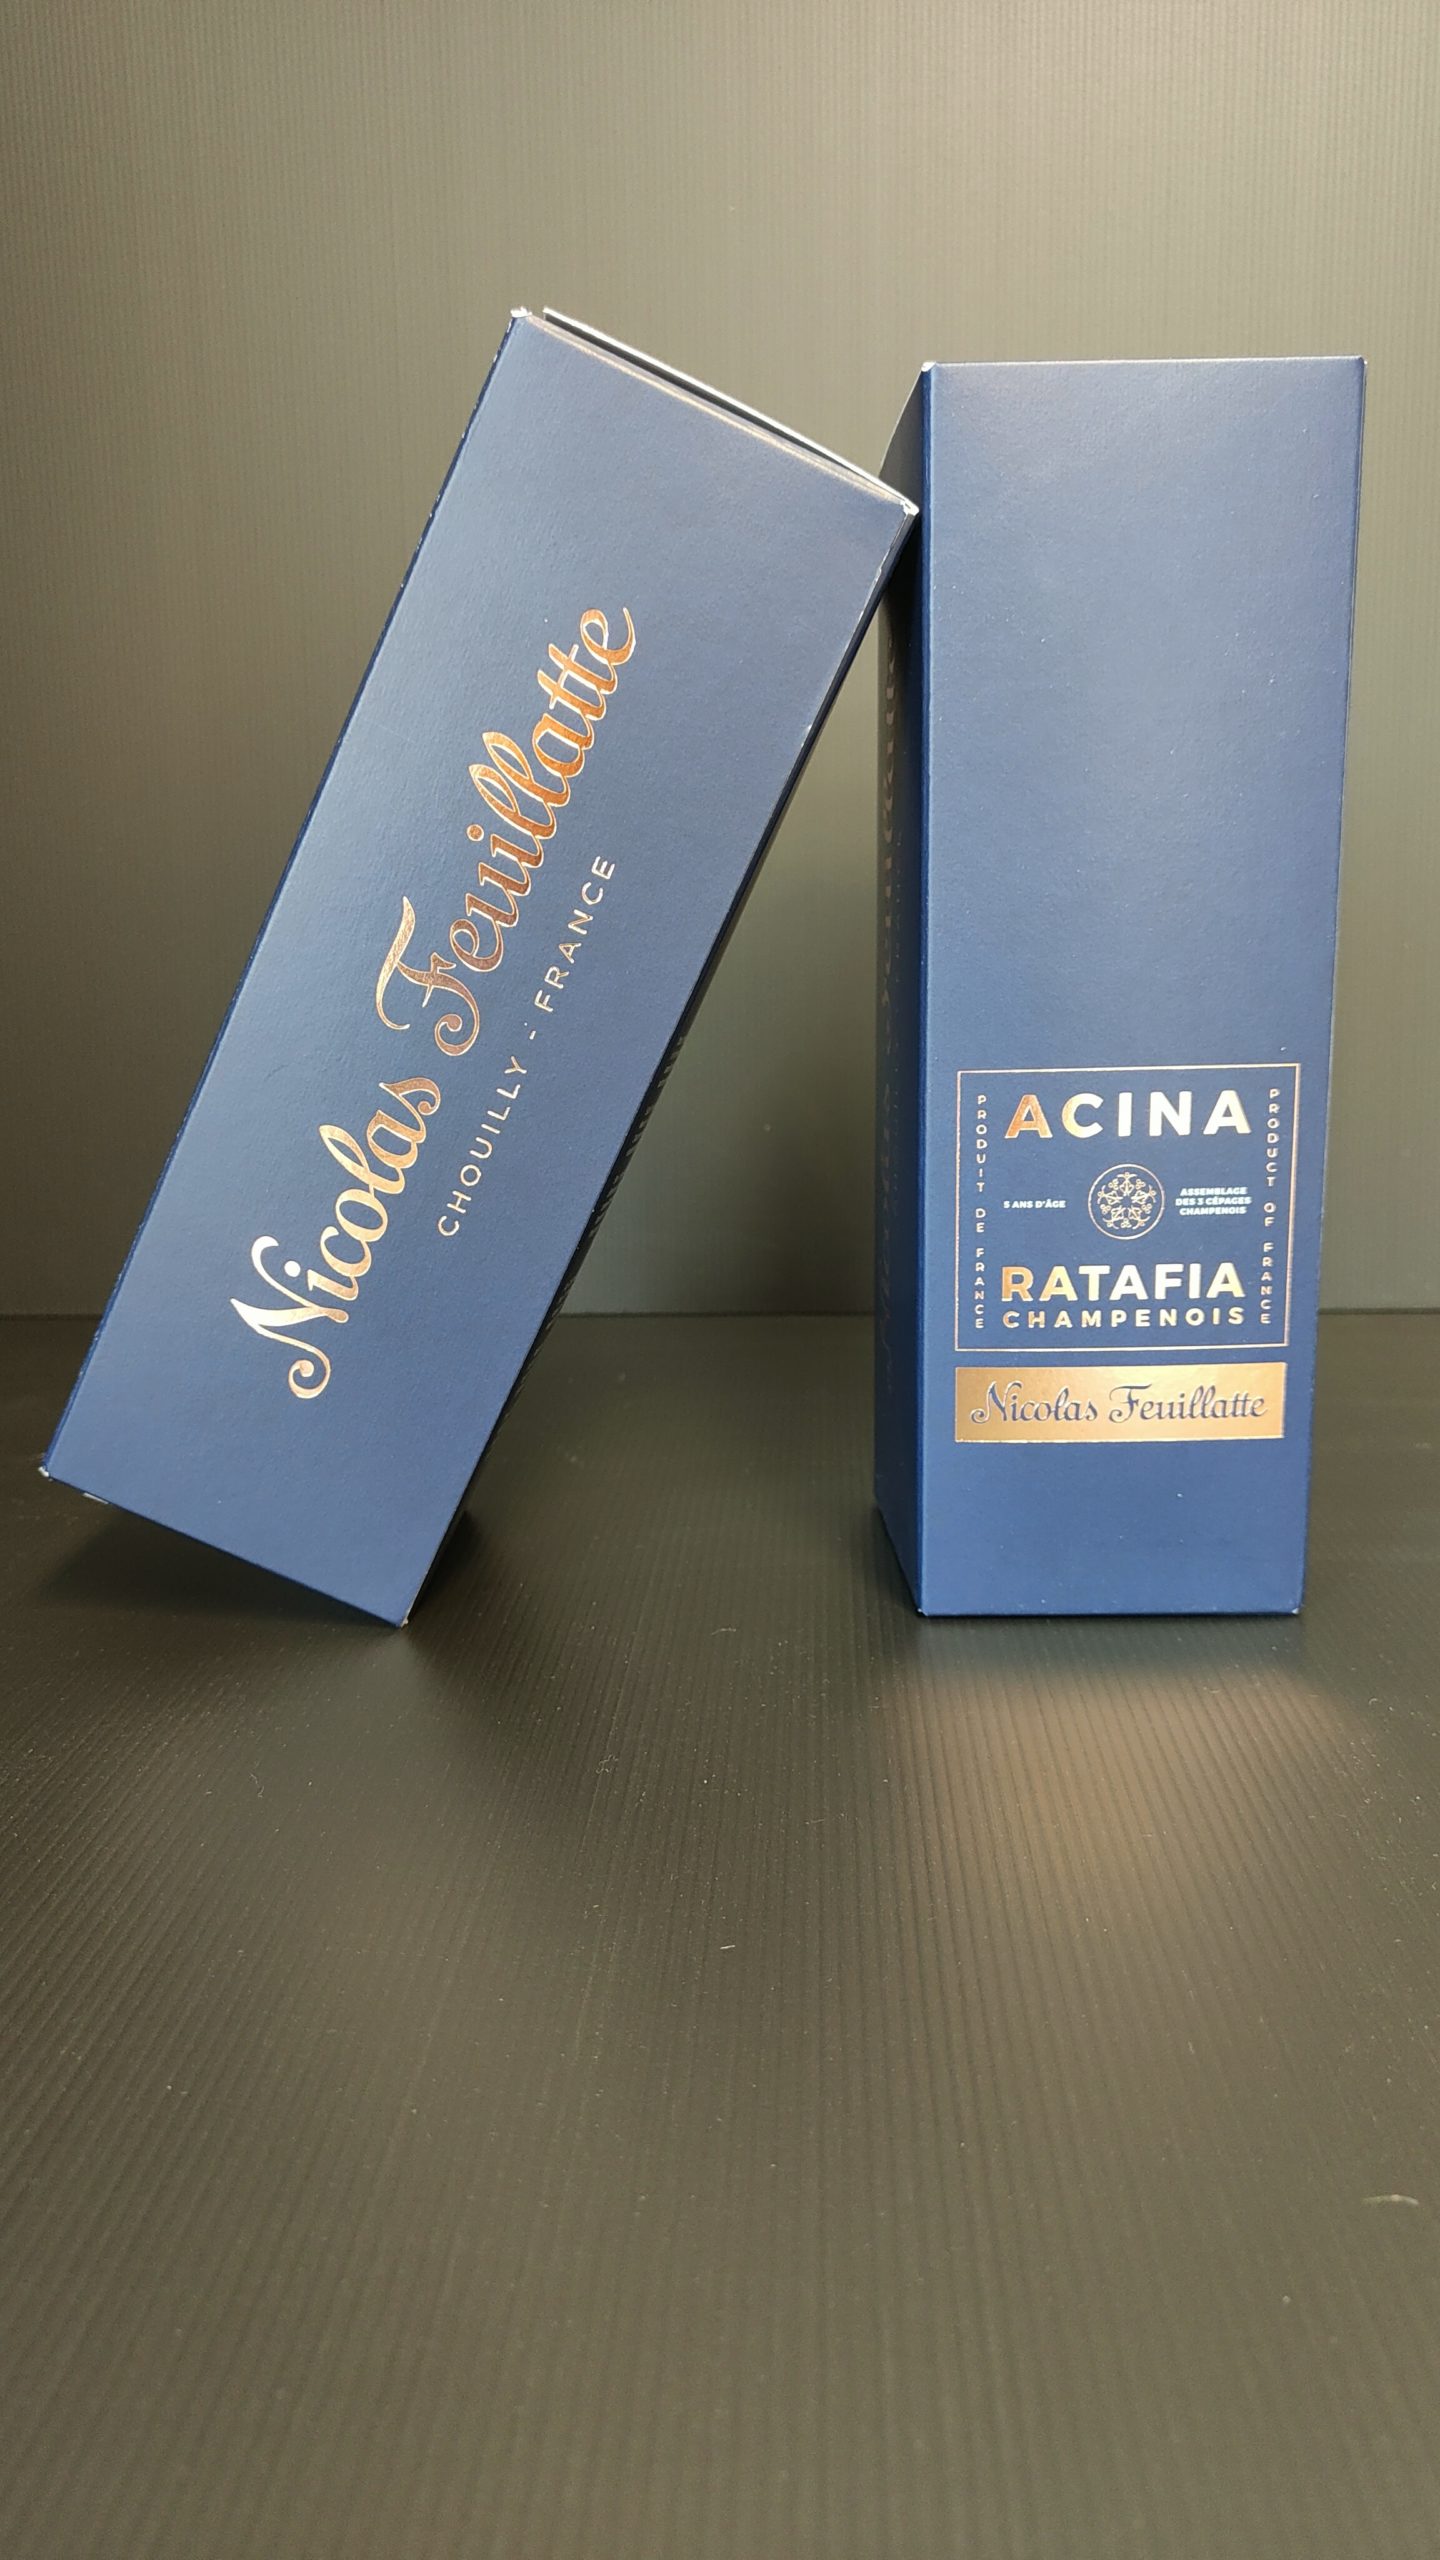 Nicolas Feuillatte
CHOUILLY - FRANCE
PRODUIT DE FRANCE
ACINA
5 ANS D'ÂGE
ASSEMBLAGE
DES 3 CÉPAGES
CHAMPENOIS
RATAFIA
CHAMPENOIS
PRODUCT OF FRANCE
Nicolas Feuillatte